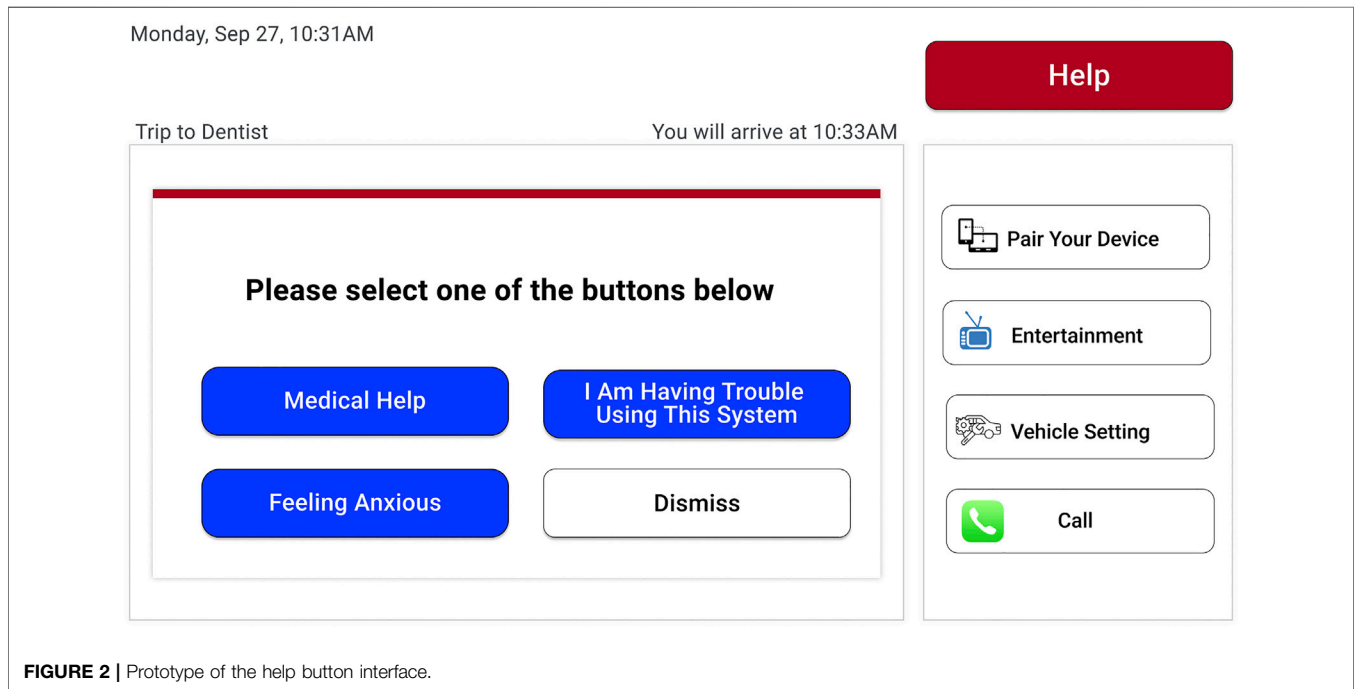 Monday, Sep 27, 10:31AM
Help
Trip to Dentist
You will arrive at 10:33AM
Please select one of the buttons below
Medical Help
I Am Having Trouble
Using This System
Feeling Anxious
Dismiss
Pair Your Device
Entertainment
Vehicle Setting
Call
FIGURE 2 | Prototype of the help button interface.